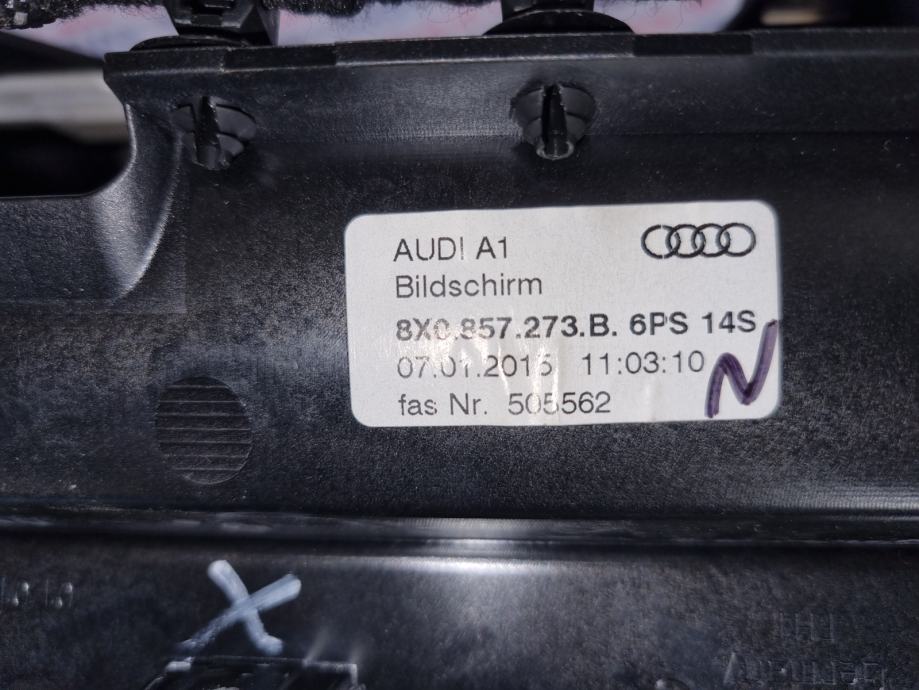 AUDI A1
Bildschirm
8X0.857.273.B. 6PS 14S
07.01.2015 11:03:10
N
fas Nr. 505562
X